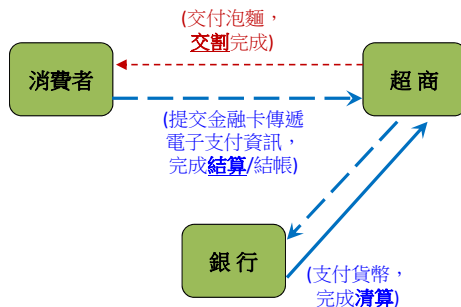 (交付泡麵，
交割完成)
消費者
超商
(提交金融卡傳遞
電子支付資訊，
完成結算/結帳)
銀行
(支付貨幣，
完成清算)